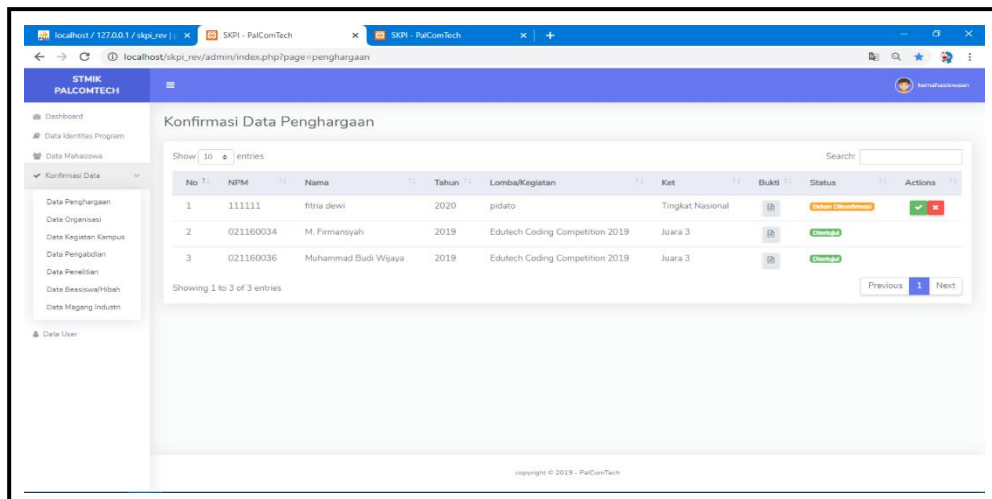 localhost / 127.0.0.1 / skpi_rev | p
SKPI - PalComTech
SKPI - PalComTech
localhost/skpi_rev/admin/index.php?page=penghargaan
STMIK
PALCOMTECH
kemahasiswaan
Dashboard
Data Identitas Program
Data Mahasiswa
Konfirmasi Data
Data Penghargaan
Data Organisasi
Data Kegiatan Kampus
Data Pengabdian
Data Penelitian
Data Beasiswa/Hibah
Data Magang Industri
Data User
Konfirmasi Data Penghargaan
Show 10 entries
Search:
No NPM Nama Tahun Lomba/Kegiatan Ket Bukti Status Actions
1 111111 fitria dewi 2020 pidato Tingkat Nasional Belum Dikonfirmasi
2 021160034 M. Firmansyah 2019 Edutech Coding Competition 2019 Juara 3 Disetujui
3 021160036 Muhammad Budi Wijaya 2019 Edutech Coding Competition 2019 Juara 3 Disetujui
Showing 1 to 3 of 3 entries
Previous 1 Next
copyright © 2019 - PalComTech